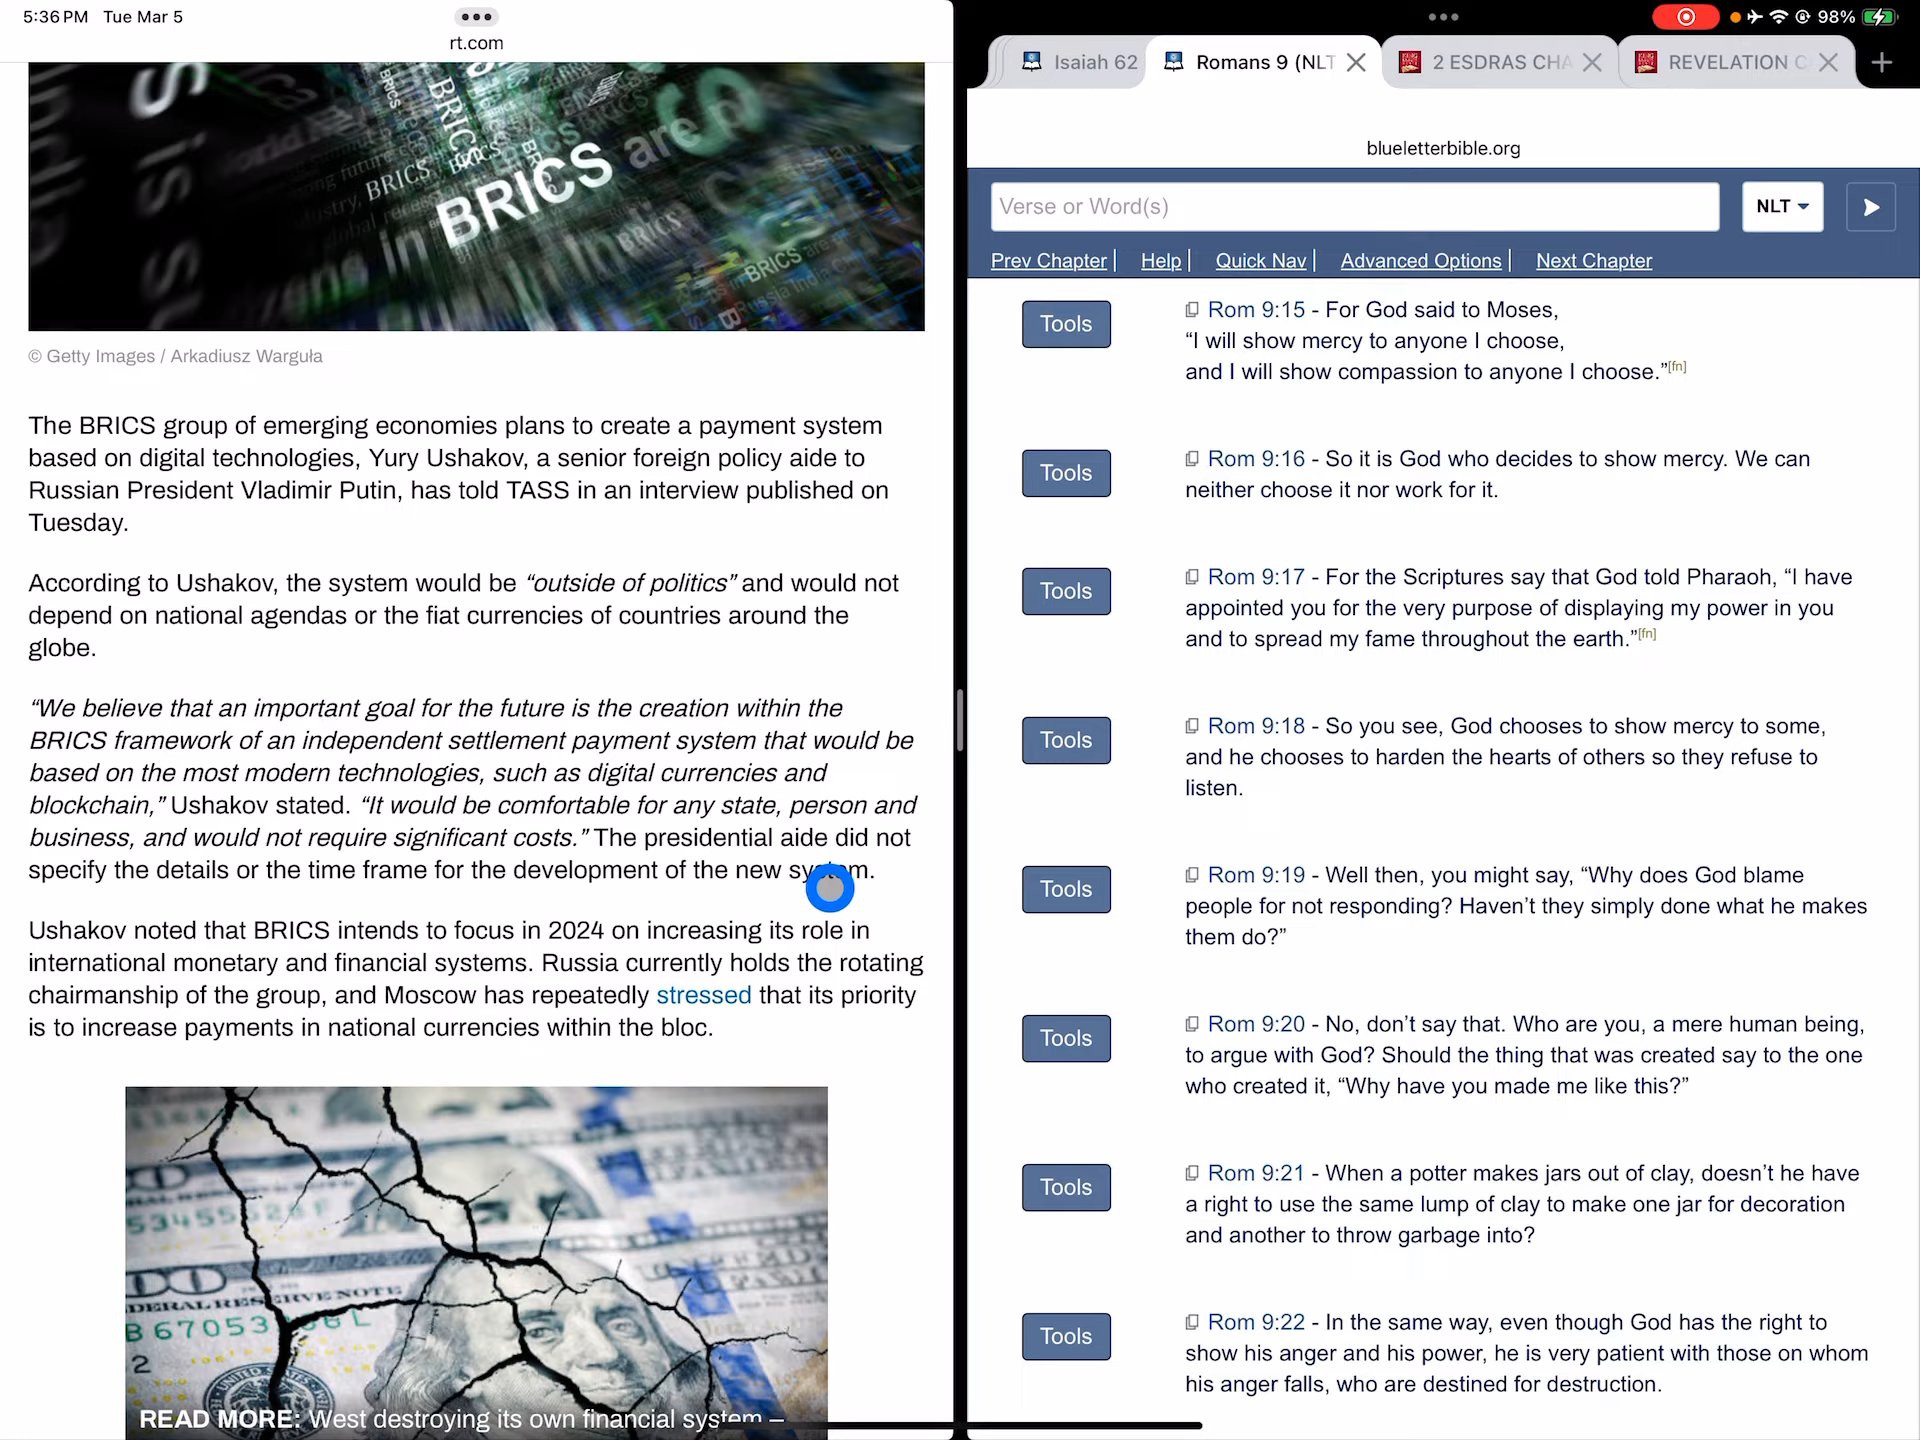 5:36 PM Tue Mar 5
rt.com
BRICS are
in BRICS
BRICS
BRICS
© Getty Images / Arkadiusz Warguła
The BRICS group of emerging economies plans to create a payment system
based on digital technologies, Yury Ushakov, a senior foreign policy aide to
Russian President Vladimir Putin, has told TASS in an interview published on
Tuesday.
According to Ushakov, the system would be “outside of politics” and would not
depend on national agendas or the fiat currencies of countries around the
globe.
“We believe that an important goal for the future is the creation within the
BRICS framework of an independent settlement payment system that would be
based on the most modern technologies, such as digital currencies and
blockchain,” Ushakov stated. “It would be comfortable for any state, person and
business, and would not require significant costs.” The presidential aide did not
specify the details or the time frame for the development of the new system.
Ushakov noted that BRICS intends to focus in 2024 on increasing its role in
international monetary and financial systems. Russia currently holds the rotating
chairmanship of the group, and Moscow has repeatedly stressed that its priority
is to increase payments in national currencies within the bloc.
READ MORE: West destroying its own financial system –
98%
Isaiah 62
Romans 9 (NLT
2 ESDRAS CHA
REVELATION C
blueletterbible.org
Verse or Word(s)
NLT
Prev Chapter | Help | Quick Nav | Advanced Options | Next Chapter
Tools
Rom 9:15 - For God said to Moses,
“I will show mercy to anyone I choose,
and I will show compassion to anyone I choose.”[fn]
Tools
Rom 9:16 - So it is God who decides to show mercy. We can
neither choose it nor work for it.
Tools
Rom 9:17 - For the Scriptures say that God told Pharaoh, “I have
appointed you for the very purpose of displaying my power in you
and to spread my fame throughout the earth.”[fn]
Tools
Rom 9:18 - So you see, God chooses to show mercy to some,
and he chooses to harden the hearts of others so they refuse to
listen.
Tools
Rom 9:19 - Well then, you might say, “Why does God blame
people for not responding? Haven’t they simply done what he makes
them do?”
Tools
Rom 9:20 - No, don’t say that. Who are you, a mere human being,
to argue with God? Should the thing that was created say to the one
who created it, “Why have you made me like this?”
Tools
Rom 9:21 - When a potter makes jars out of clay, doesn’t he have
a right to use the same lump of clay to make one jar for decoration
and another to throw garbage into?
Tools
Rom 9:22 - In the same way, even though God has the right to
show his anger and his power, he is very patient with those on whom
his anger falls, who are destined for destruction.